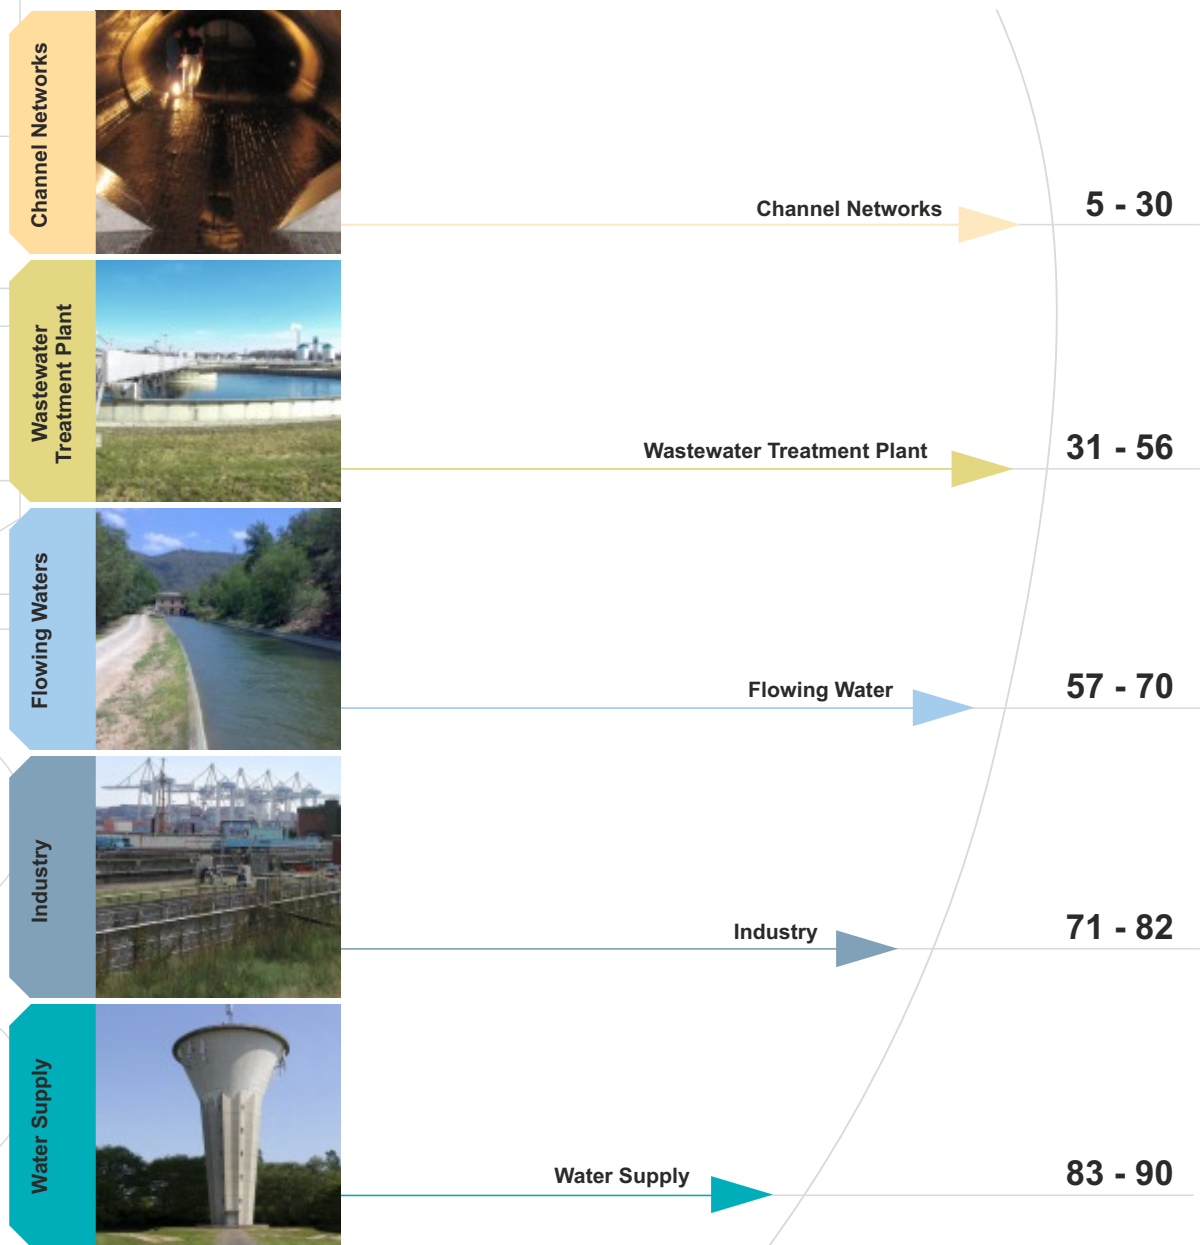 Channel Networks
Channel Networks
5 - 30
Wastewater
Treatment Plant
Wastewater Treatment Plant
31 - 56
Flowing Waters
Flowing Water
57 - 70
Industry
Industry
71 - 82
Water Supply
Water Supply
83 - 90